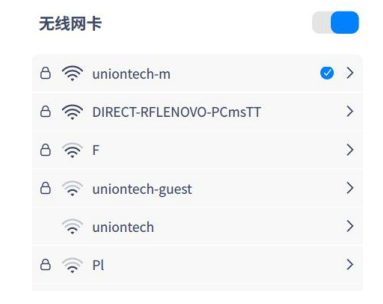 无线网卡
uniontech-m
DIRECT-RFLENOVO-PCmsTT
F
uniontech-guest
uniontech
Pl